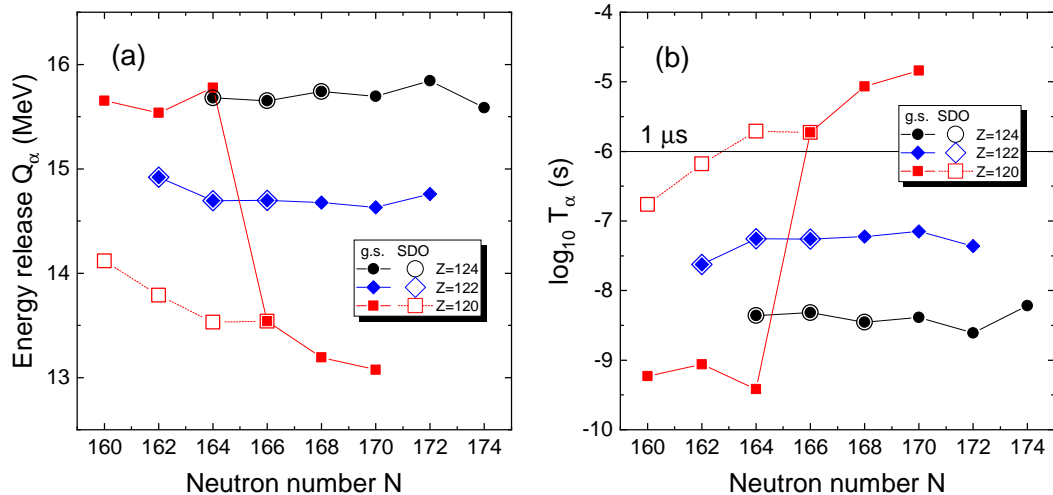 (a)
Energy release Qα (MeV)
16
15
14
13
g.s. SDO
Z=124
Z=122
Z=120
160 162 164 166 168 170 172 174
Neutron number N
(b)
log10 Tα (s)
-4
-5
-6
-7
-8
-9
-10
1 μs
g.s. SDO
Z=124
Z=122
Z=120
160 162 164 166 168 170 172 174
Neutron number N